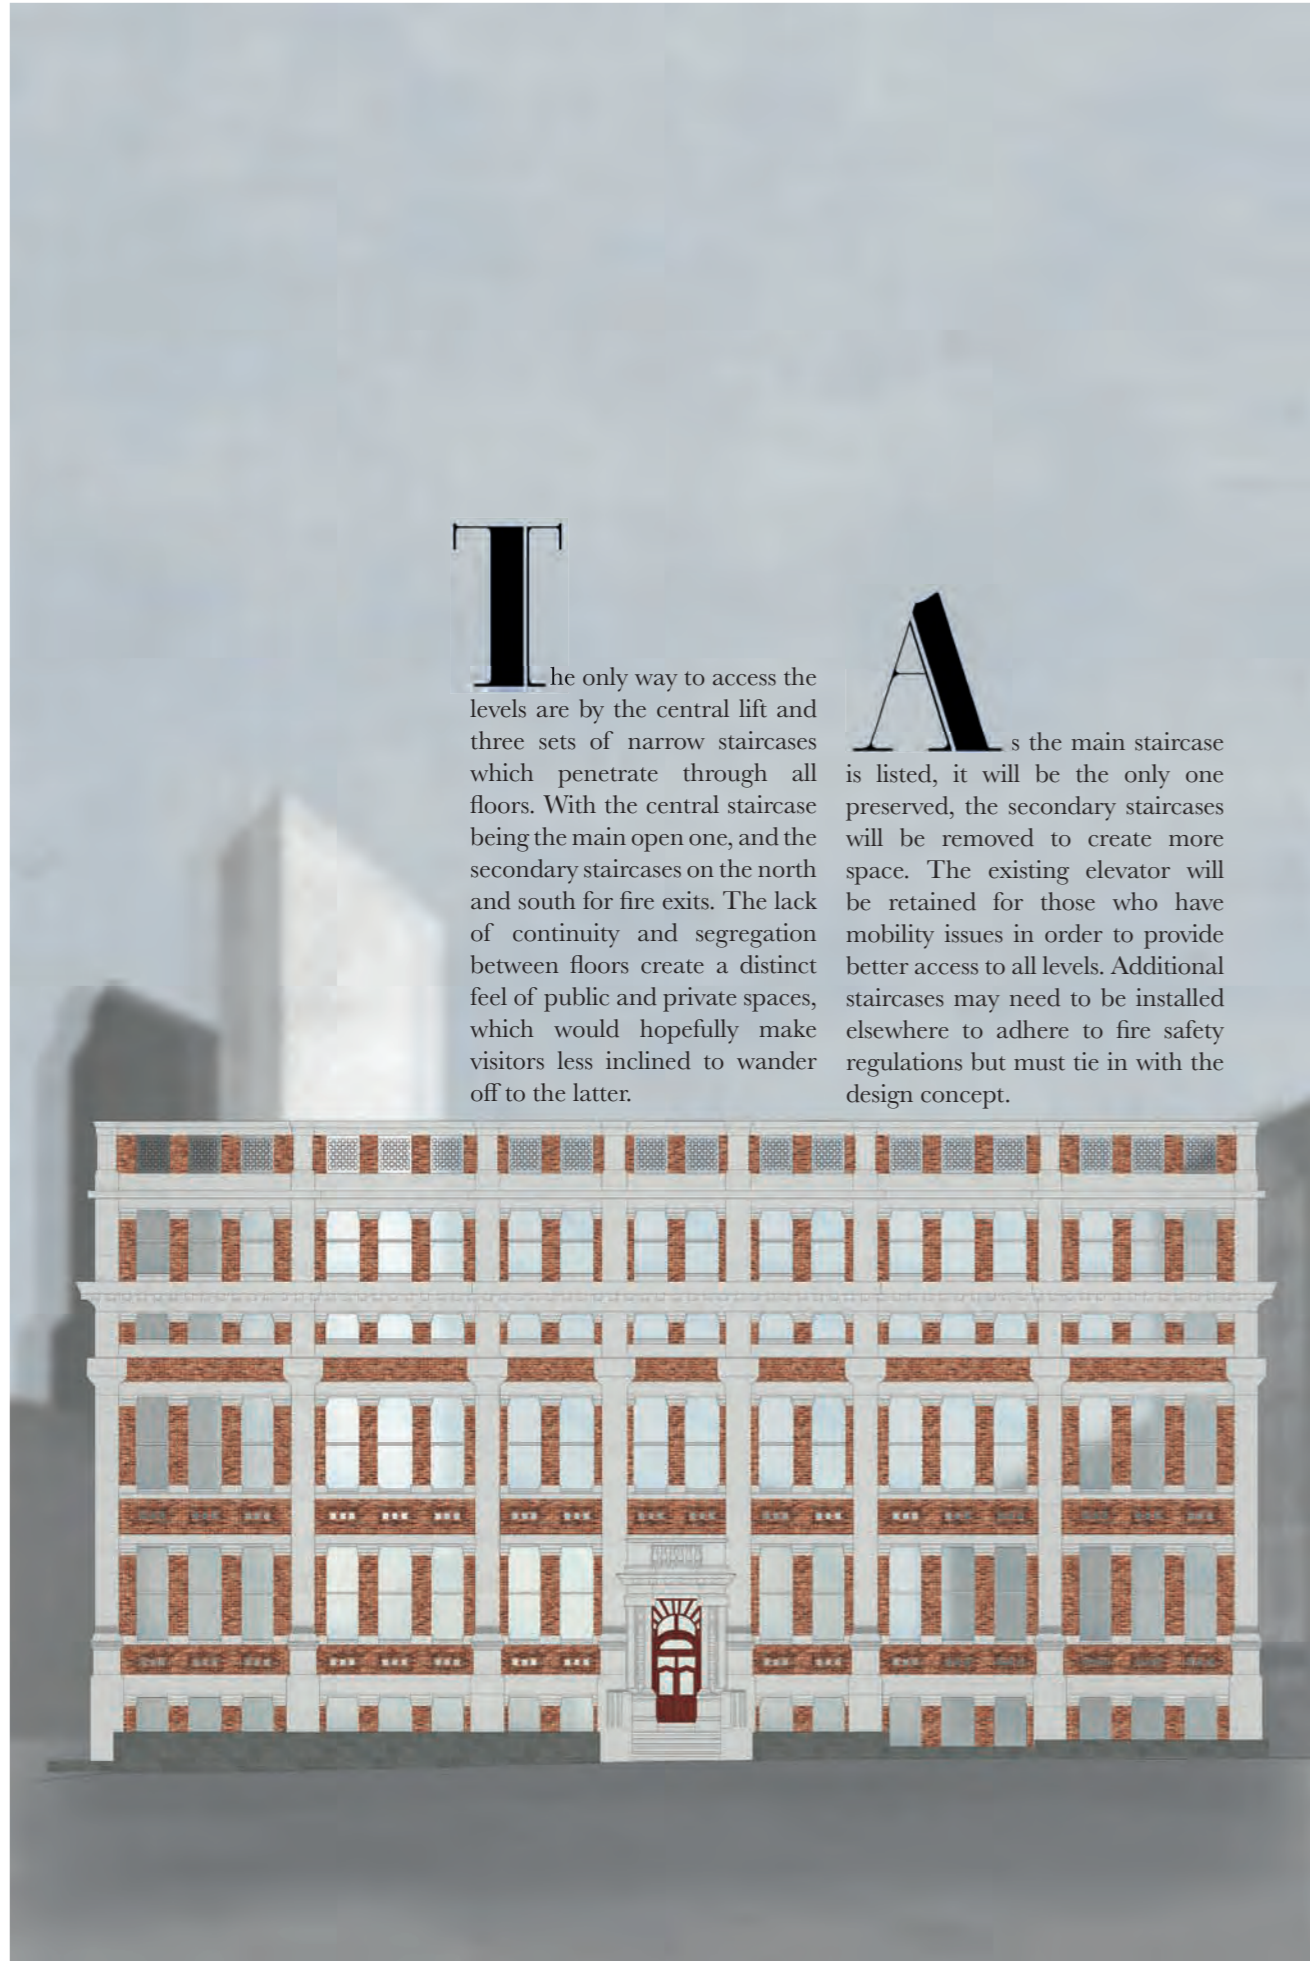 The only way to access the
levels are by the central lift and
three sets of narrow staircases
which penetrate through all
floors. With the central staircase
being the main open one, and the
secondary staircases on the north
and south for fire exits. The lack
of continuity and segregation
between floors create a distinct
feel of public and private spaces,
which would hopefully make
visitors less inclined to wander
off to the latter.
As the main staircase
is listed, it will be the only one
preserved, the secondary staircases
will be removed to create more
space. The existing elevator will
be retained for those who have
mobility issues in order to provide
better access to all levels. Additional
staircases may need to be installed
elsewhere to adhere to fire safety
regulations but must tie in with the
design concept.